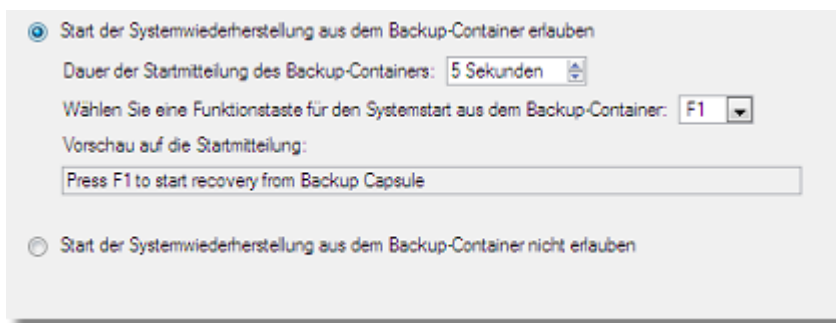 Start der Systemwiederherstellung aus dem Backup-Container erlauben
Dauer der Startmitteilung des Backup-Containers: 5 Sekunden
Wählen Sie eine Funktionstaste für den Systemstart aus dem Backup-Container: F1
Vorschau auf die Startmitteilung:
Press F1 to start recovery from Backup Capsule
Start der Systemwiederherstellung aus dem Backup-Container nicht erlauben